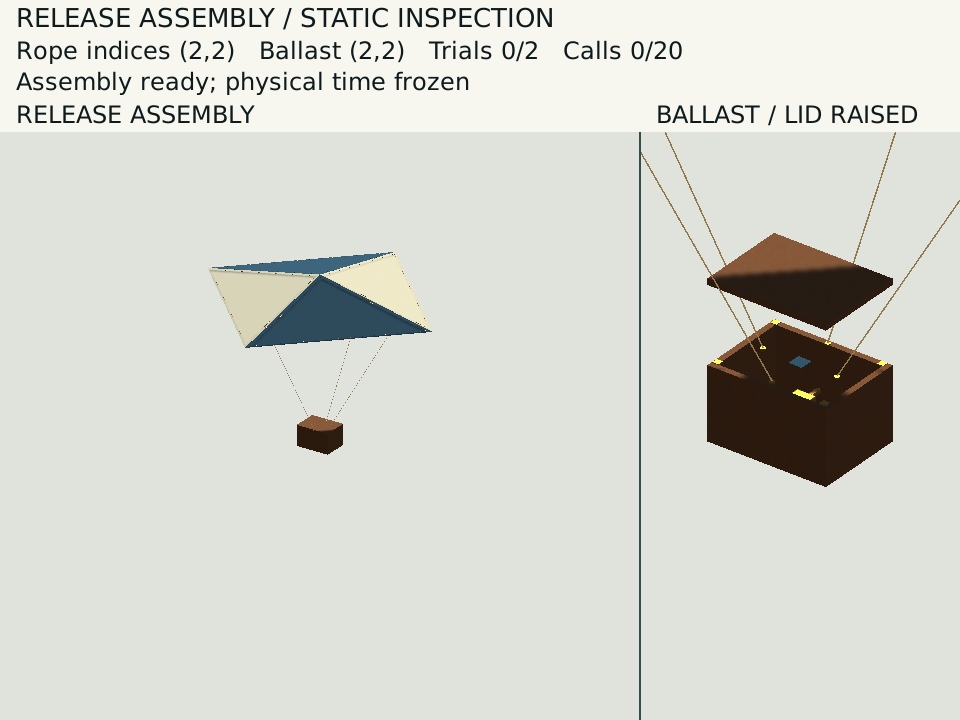 RELEASE ASSEMBLY / STATIC INSPECTION
Rope indices (2,2)   Ballast (2,2)   Trials 0/2   Calls 0/20
Assembly ready; physical time frozen
RELEASE ASSEMBLY
BALLAST / LID RAISED